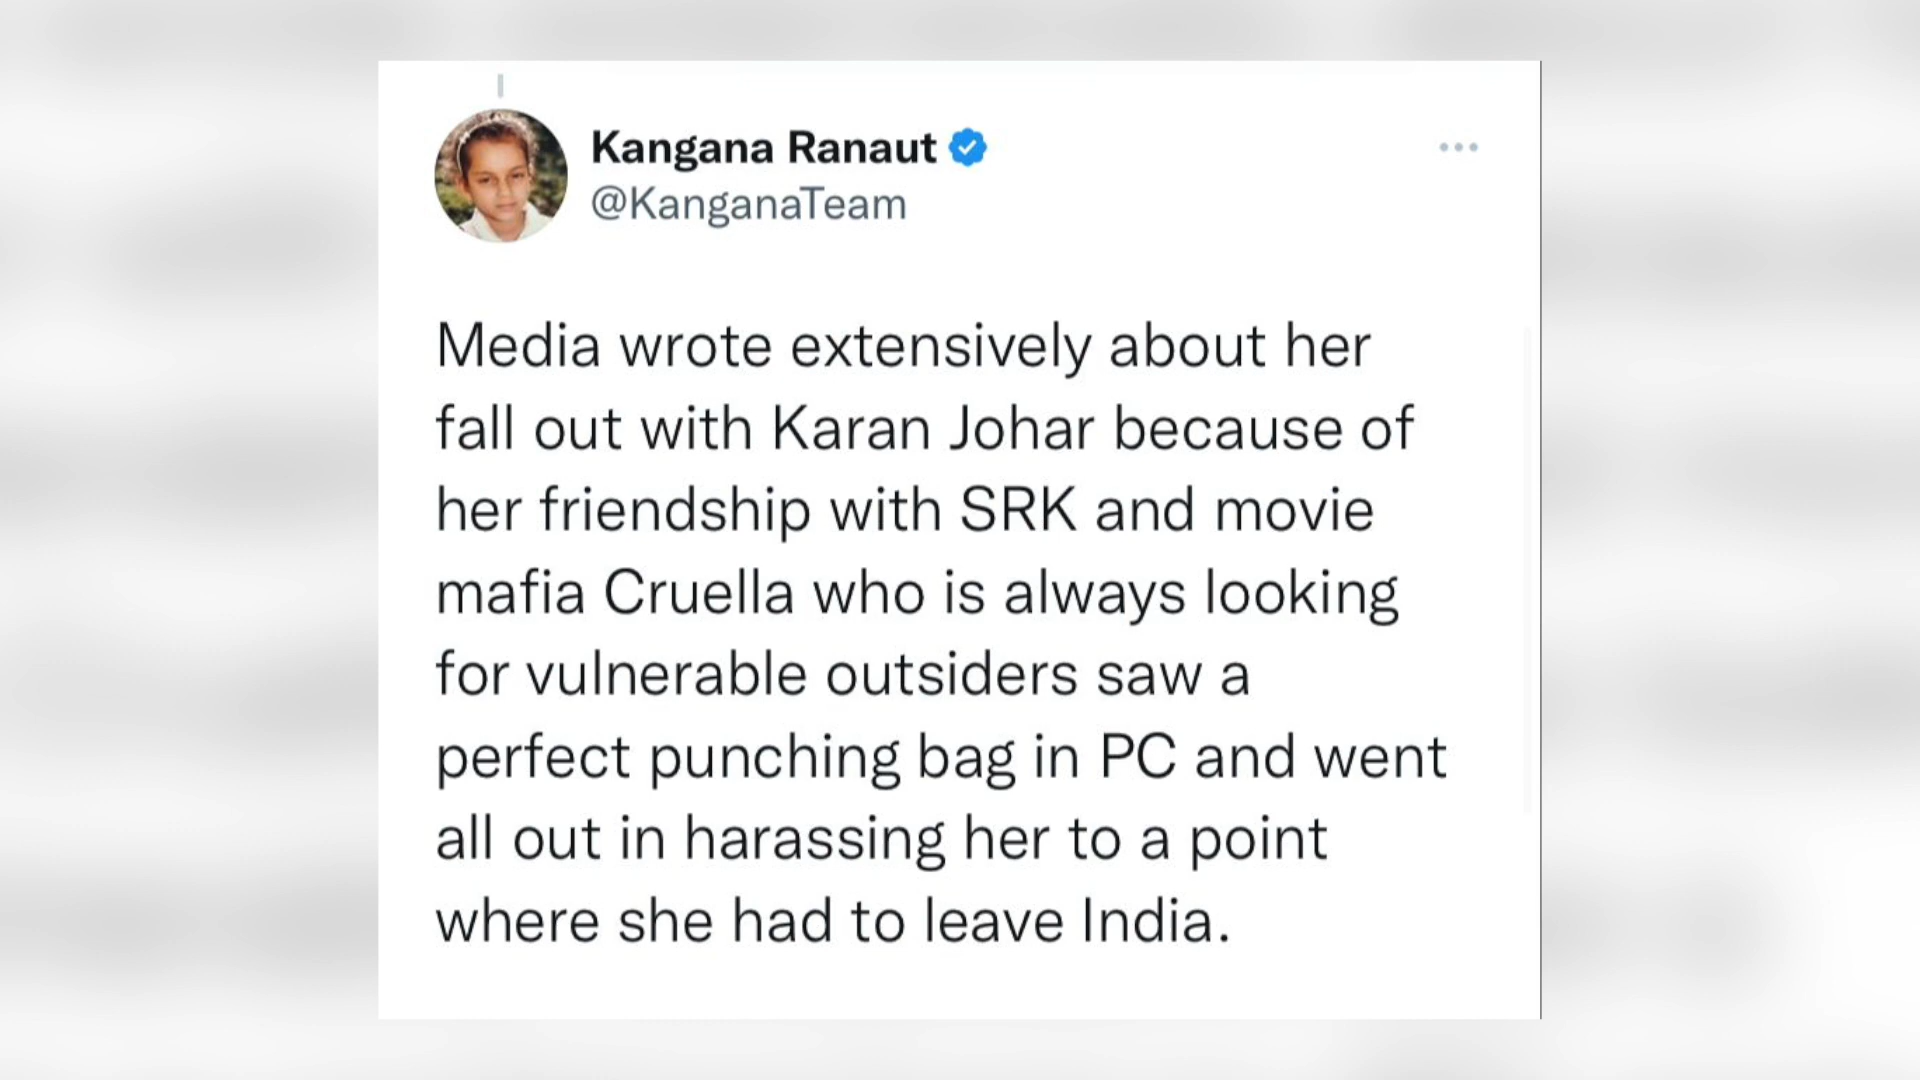 Kangana Ranaut
@KanganaTeam
Media wrote extensively about her
fall out with Karan Johar because of
her friendship with SRK and movie
mafia Cruella who is always looking
for vulnerable outsiders saw a
perfect punching bag in PC and went
all out in harassing her to a point
where she had to leave India.